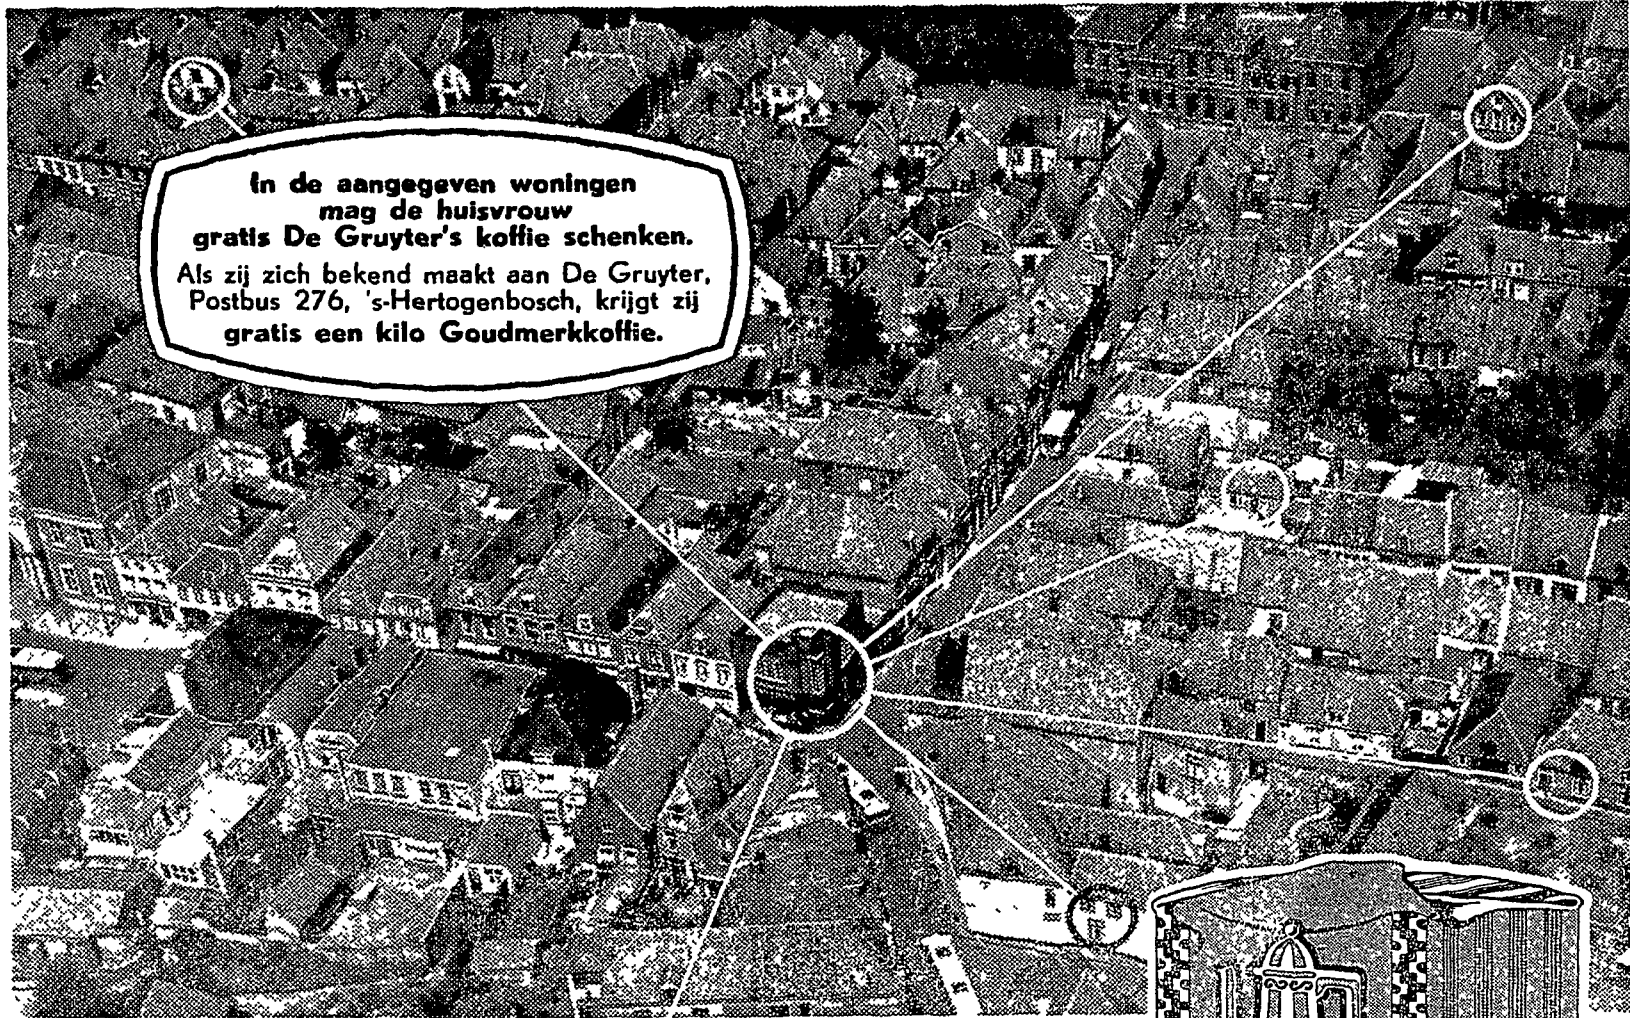 In de aangegeven woningen
mag de huisvrouw
gratis De Gruyter's koffie schenken.
Als zij zich bekend maakt aan De Gruyter,
Postbus 276, 's-Hertogenbosch, krijgt zij
gratis een kilo Goudmerkkoffie.